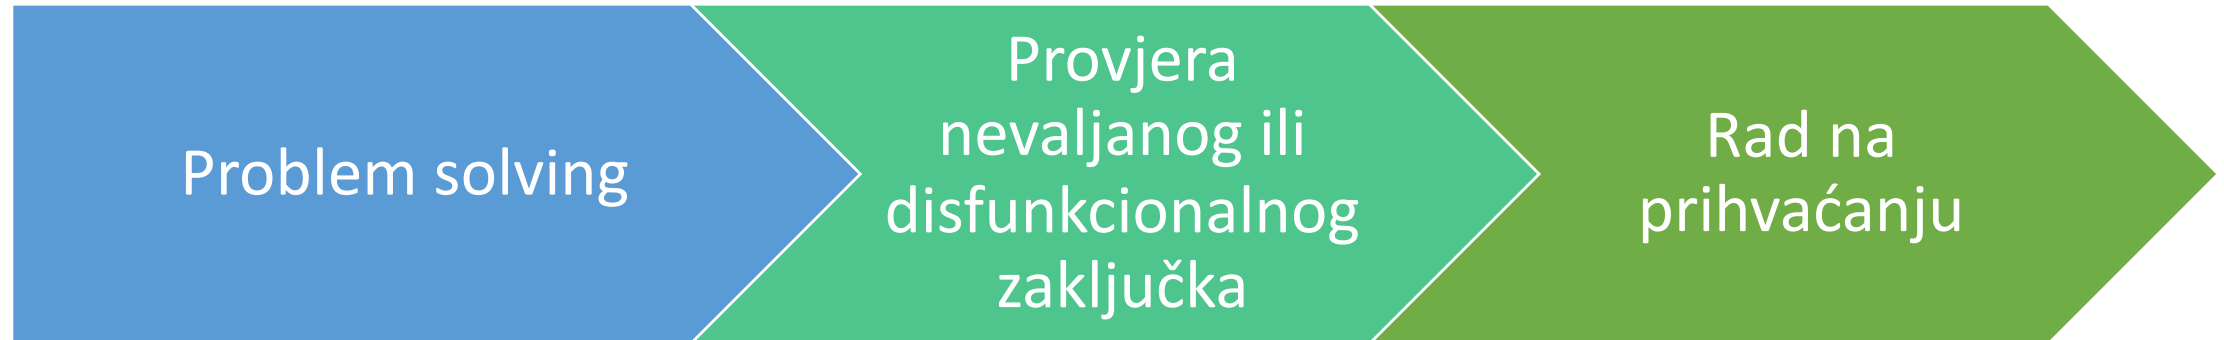 Problem solving
Provjera
nevaljanog ili
disfunkcionalnog
zaključka
Rad na
prihvaćanju